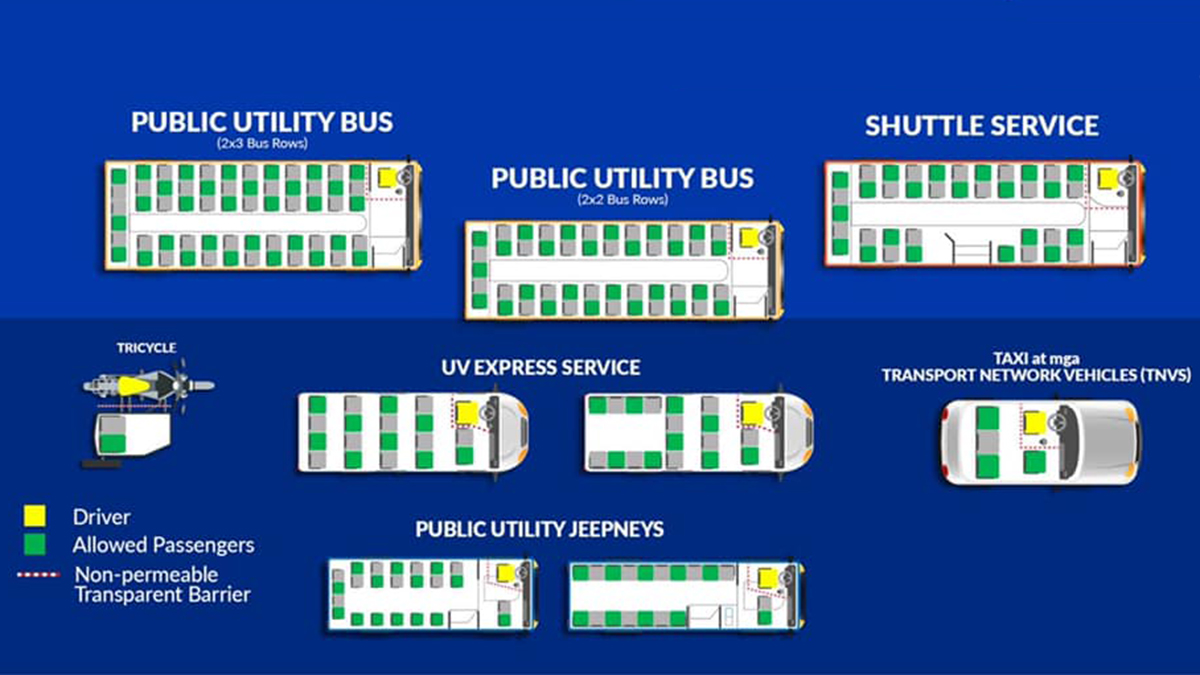 PUBLIC UTILITY BUS
(2x3 Bus Rows)
PUBLIC UTILITY BUS
(2x2 Bus Rows)
SHUTTLE SERVICE
TRICYCLE
UV EXPRESS SERVICE
TAXI at mga
TRANSPORT NETWORK VEHICLES (TNVS)
Driver
Allowed Passengers
Non-permeable
Transparent Barrier
PUBLIC UTILITY JEEPNEYS